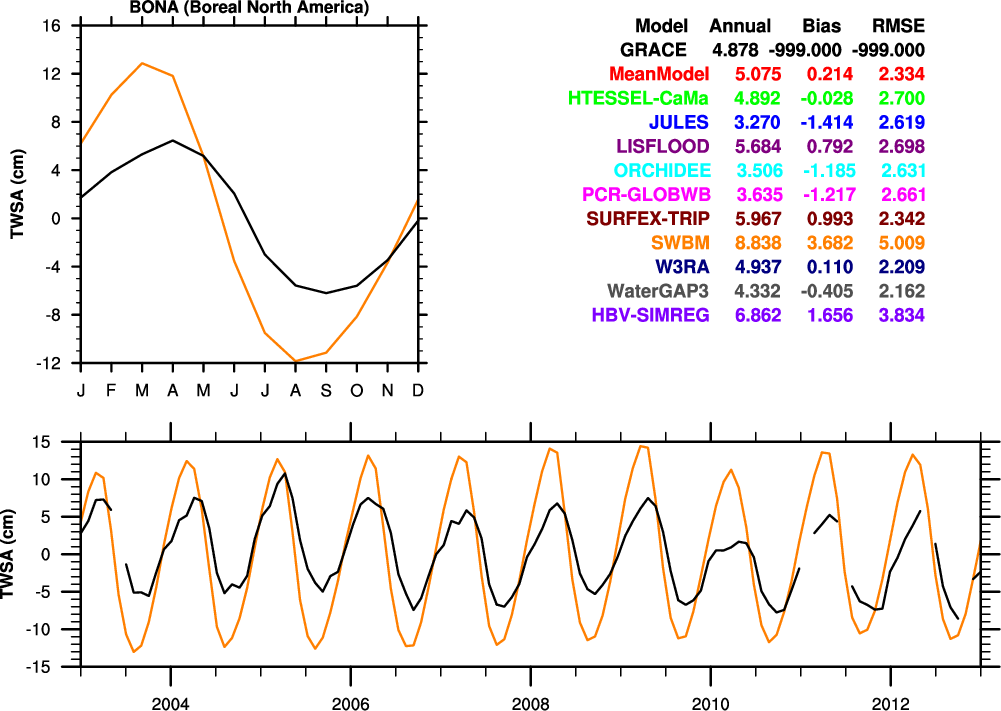 BONA (Boreal North America)
16
12
8
4
0
-4
-8
-12
TWSA (cm)
J F M A M J J A S O N D
Model Annual Bias RMSE
GRACE 4.878 -999.000 -999.000
MeanModel 5.075 0.214 2.334
HTESSEL-CaMa 4.892 -0.028 2.700
JULES 3.270 -1.414 2.619
LISFLOOD 5.684 0.792 2.698
ORCHIDEE 3.506 -1.185 2.631
PCR-GLOBWB 3.635 -1.217 2.661
SURFEX-TRIP 5.967 0.993 2.342
SWBM 8.838 3.682 5.009
W3RA 4.937 0.110 2.209
WaterGAP3 4.332 -0.405 2.162
HBV-SIMREG 6.862 1.656 3.834
15
10
5
0
-5
-10
-15
TWSA (cm)
2004 2006 2008 2010 2012